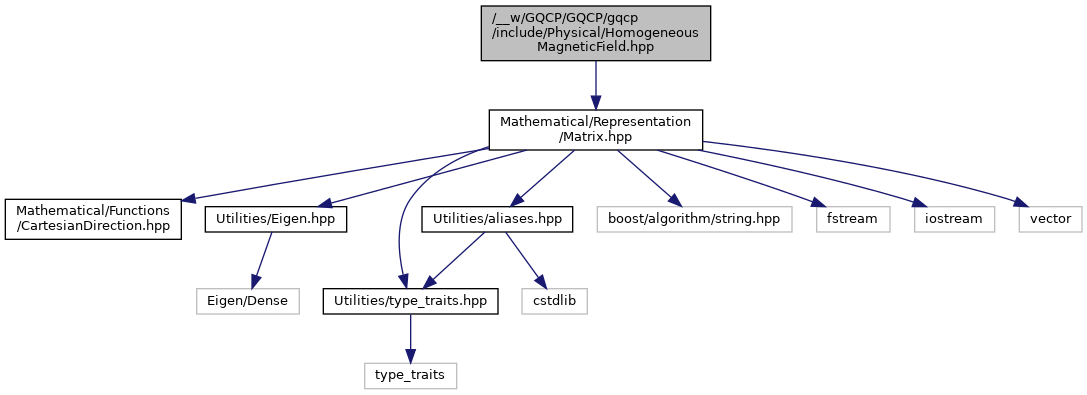 /__w/GQCP/GQCP/gqcp
/include/Physical/Homogeneous
MagneticField.hpp
Mathematical/Representation
/Matrix.hpp
Mathematical/Functions
/CartesianDirection.hpp
Utilities/Eigen.hpp
Utilities/aliases.hpp
boost/algorithm/string.hpp
fstream
iostream
vector
Eigen/Dense
Utilities/type_traits.hpp
cstdlib
type_traits